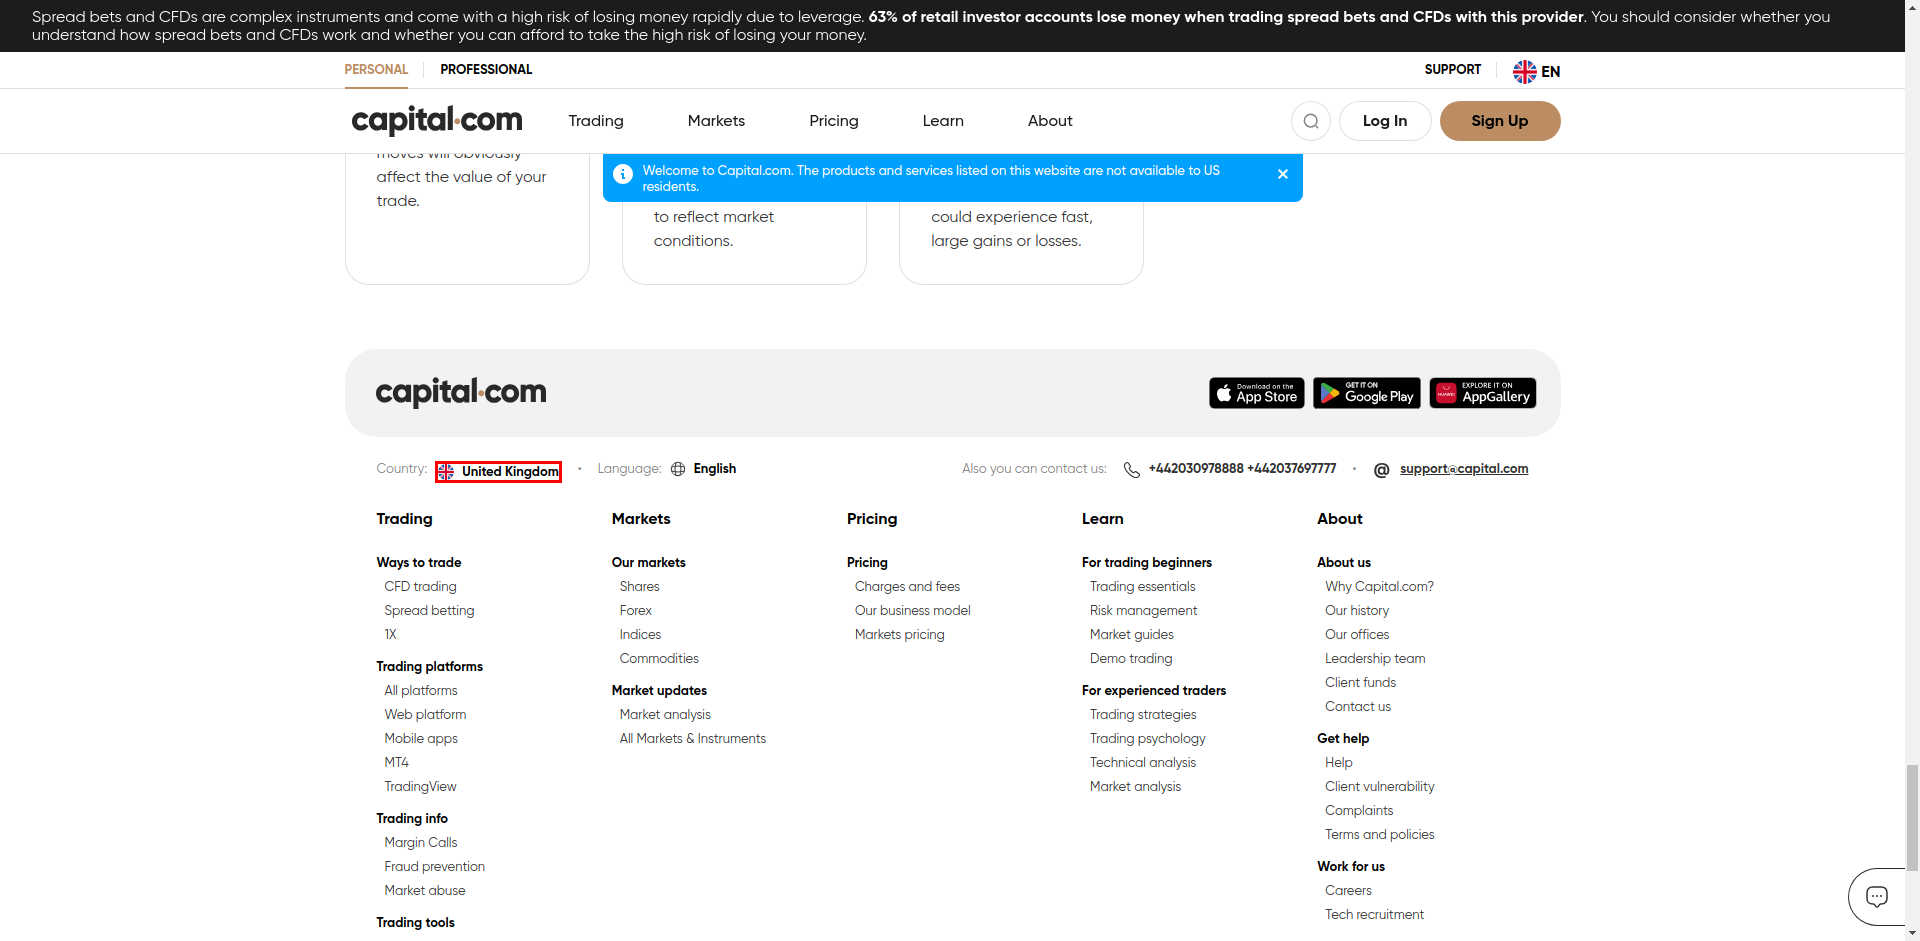 Spread bets and CFDs are complex instruments and come with a high risk of losing money rapidly due to leverage. 63% of retail investor accounts lose money when trading spread bets and CFDs with this provider. You should consider whether you
understand how spread bets and CFDs work and whether you can afford to take the high risk of losing your money.
PERSONAL
PROFESSIONAL
SUPPORT
EN
capital.com
Trading
Markets
Pricing
Learn
About
Log In
Sign Up
moves will obviously
affect the value of your
trade.
Welcome to Capital.com. The products and services listed on this website are not available to US
residents.
to reflect market
conditions.
could experience fast,
large gains or losses.
capital.com
Download on the
App Store
GET IT ON
Google Play
EXPLORE IT ON
AppGallery
HUAWEI
Country:
United Kingdom
Language:
English
Also you can contact us:
+442030978888 +442037697777
support@capital.com
Trading
Ways to trade
CFD trading
Spread betting
1X
Trading platforms
All platforms
Web platform
Mobile apps
MT4
TradingView
Trading info
Margin Calls
Fraud prevention
Market abuse
Trading tools
Markets
Our markets
Shares
Forex
Indices
Commodities
Market updates
Market analysis
All Markets & Instruments
Pricing
Pricing
Charges and fees
Our business model
Markets pricing
Learn
For trading beginners
Trading essentials
Risk management
Market guides
Demo trading
For experienced traders
Trading strategies
Trading psychology
Technical analysis
Market analysis
About
About us
Why Capital.com?
Our history
Our offices
Leadership team
Client funds
Contact us
Get help
Help
Client vulnerability
Complaints
Terms and policies
Work for us
Careers
Tech recruitment